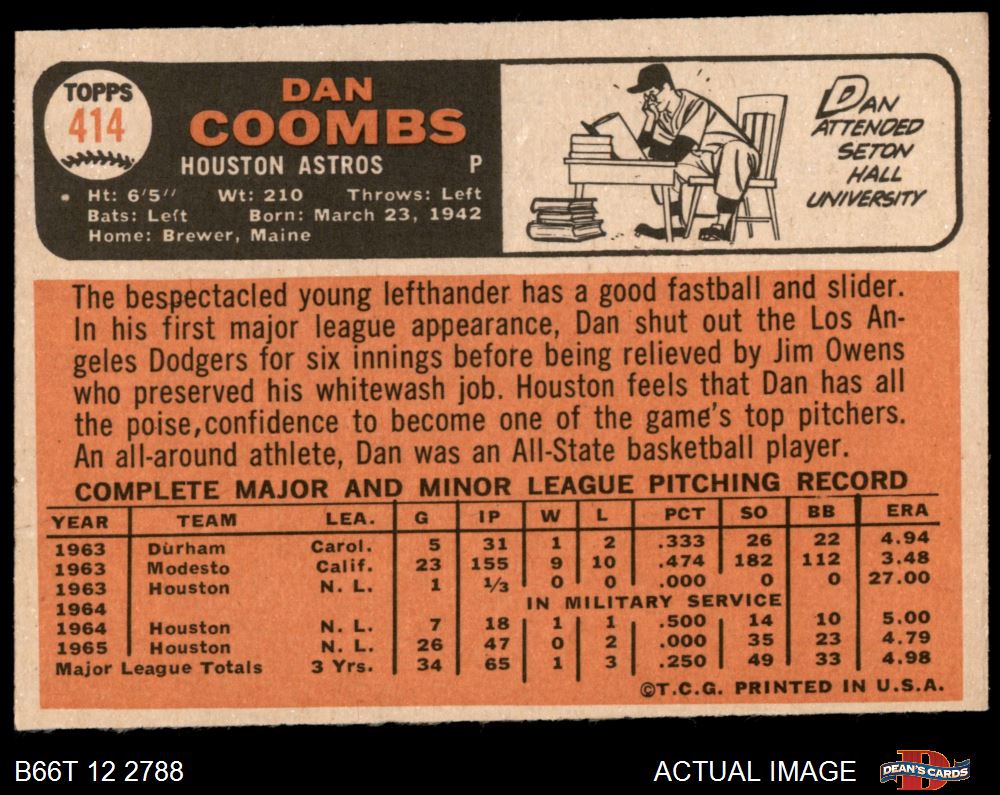 TOPPS
414
DAN
COOMBS
HOUSTON ASTROS P
Ht: 6'5" Wt: 210 Throws: Left
Bats: Left Born: March 23, 1942
Home: Brewer, Maine
DAN
ATTENDED
SETON
HALL
UNIVERSITY
The bespectacled young lefthander has a good fastball and slider.
In his first major league appearance, Dan shut out the Los An-
geles Dodgers for six innings before being relieved by Jim Owens
who preserved his whitewash job. Houston feels that Dan has all
the poise, confidence to become one of the game's top pitchers.
An all-around athlete, Dan was an All-State basketball player.
COMPLETE MAJOR AND MINOR LEAGUE PITCHING RECORD
YEAR TEAM LEA. G IP W L PCT SO BB ERA
1963 Durham Carol. 5 31 1 2 .333 26 22 4.94
1963 Modesto Calif. 23 155 9 10 .474 182 112 3.48
1963 Houston N. L. 1 1/3 0 0 .000 0 0 27.00
1964 IN MILITARY SERVICE
1964 Houston N. L. 7 18 1 1 .500 14 10 5.00
1965 Houston N. L. 26 47 0 2 .000 35 23 4.79
Major League Totals 3 Yrs. 34 65 1 3 .250 49 33 4.98
©T.C.G. PRINTED IN U.S.A.
B66T 12 2788 ACTUAL IMAGE DEAN'S CARDS